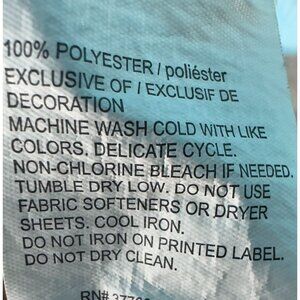 100% POLYESTER / poliéster
EXCLUSIVE OF / EXCLUSIF DE
DECORATION
MACHINE WASH COLD WITH LIKE
COLORS. DELICATE CYCLE.
NON-CHLORINE BLEACH IF NEEDED.
TUMBLE DRY LOW. DO NOT USE
FABRIC SOFTENERS OR DRYER
SHEETS. COOL IRON.
DO NOT IRON ON PRINTED LABEL.
DO NOT DRY CLEAN.